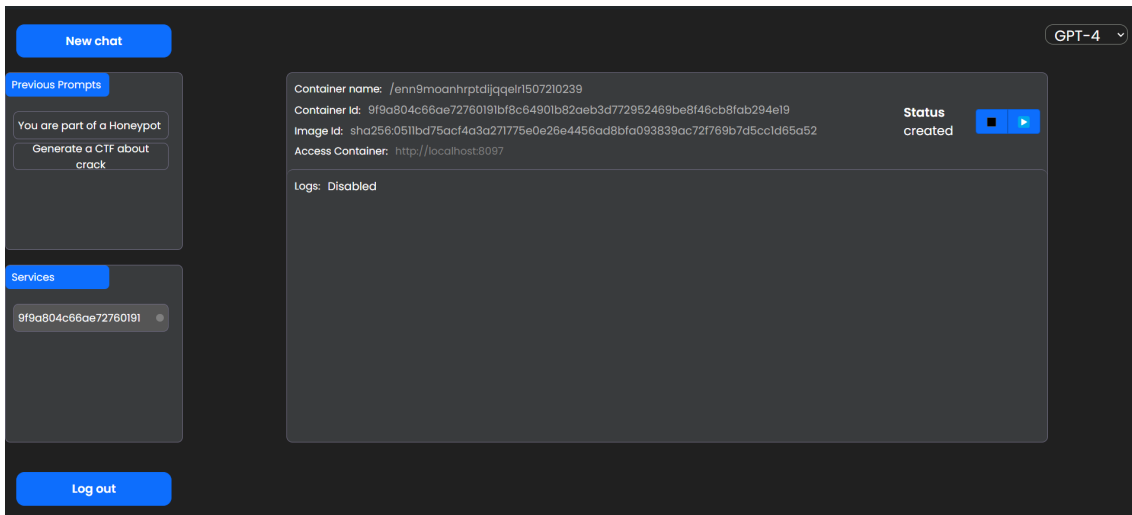 New chat
GPT-4
Previous Prompts
You are part of a Honeypot
Generate a CTF about
crack
Container name: /enn9moanhrptdijqqelr1507210239
Container Id: 9f9a804c66ae72760191bf8c64901b82aeb3d772952469be8f46cb8fab294e19
Image Id: sha256:0511bd75acf4a3a271775e0e26e4456ad8bfa093839ac72f769b7d5cc1d65a52
Access Container: http://localhost:8097
Status
created
Logs: Disabled
Services
9f9a804c66ae72760191
Log out